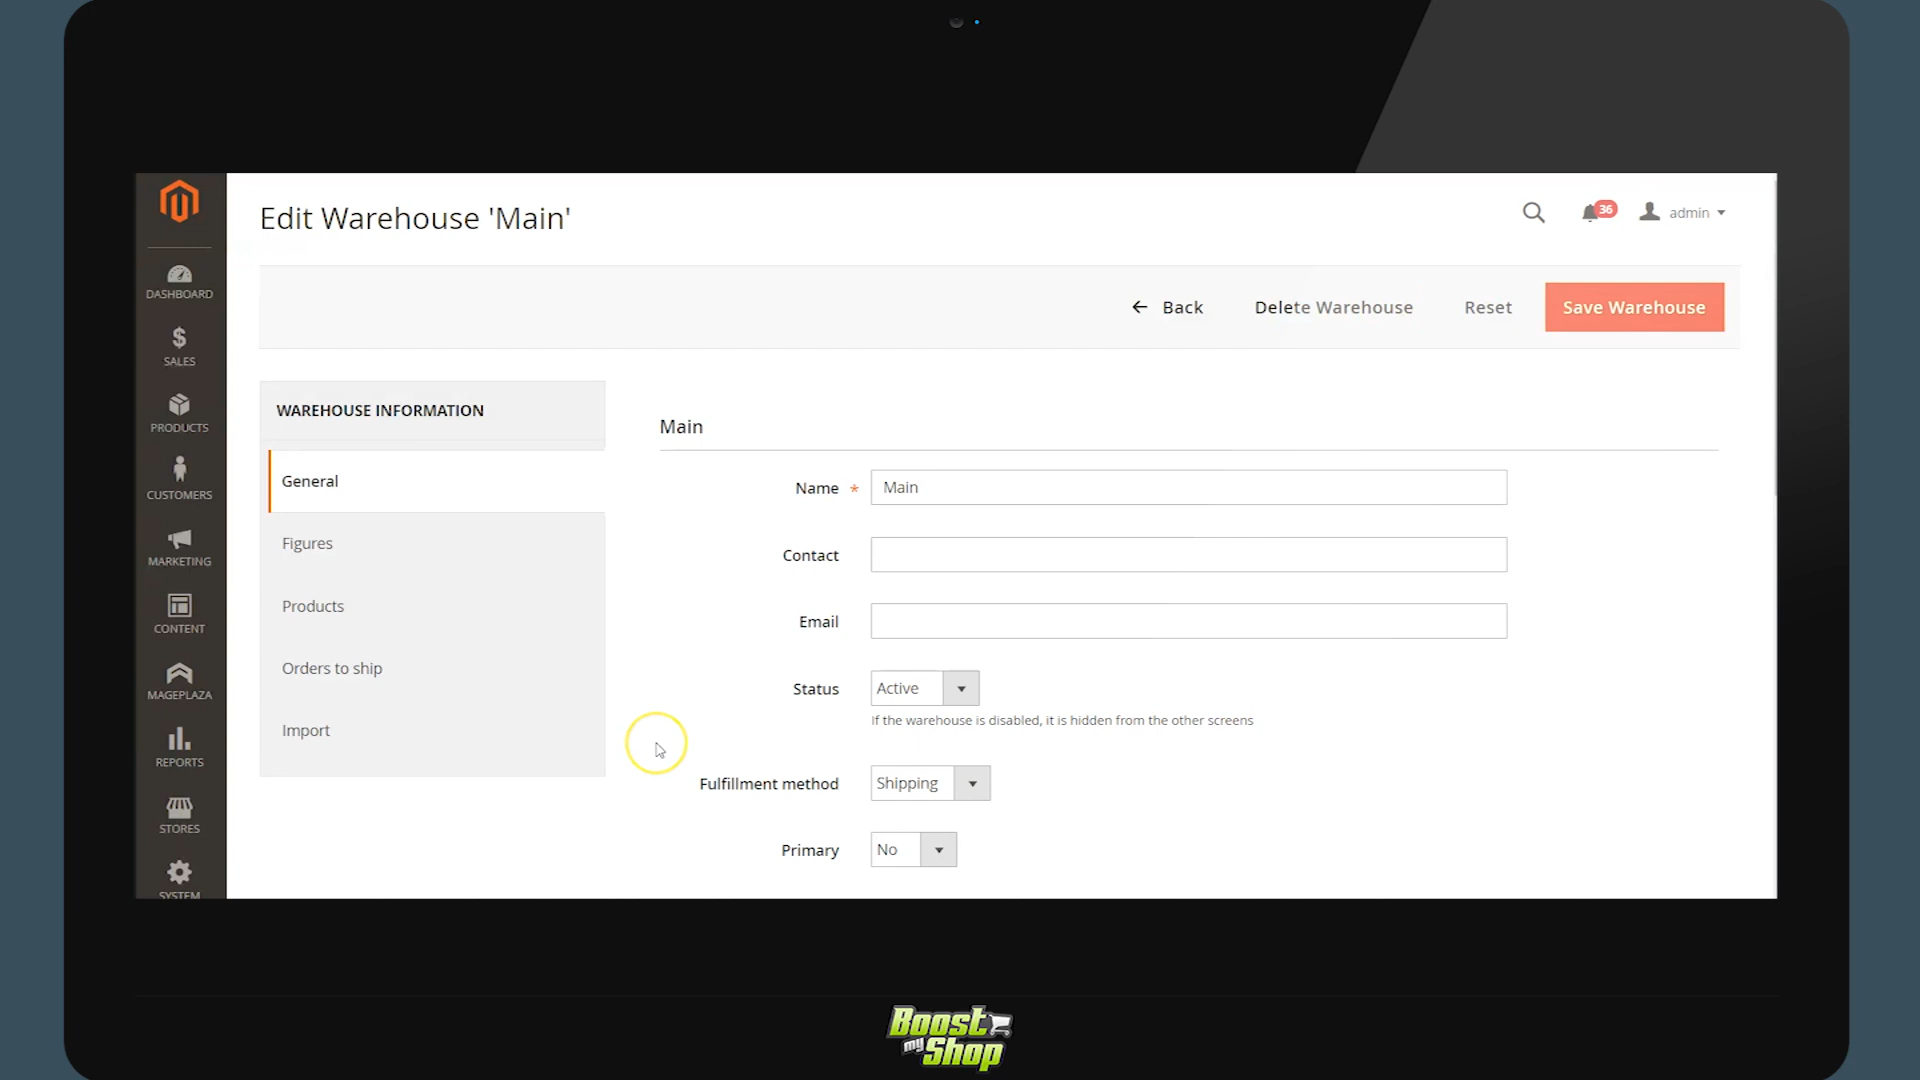 Edit Warehouse 'Main'
36
admin
Back
Delete Warehouse
Reset
Save Warehouse
DASHBOARD
SALES
PRODUCTS
CUSTOMERS
MARKETING
CONTENT
MAGEPLAZA
REPORTS
STORES
SYSTEM
WAREHOUSE INFORMATION
General
Figures
Products
Orders to ship
Import
Main
Name * Main
Contact
Email
Status Active
If the warehouse is disabled, it is hidden from the other screens
Fulfillment method Shipping
Primary No
Boost
my Shop